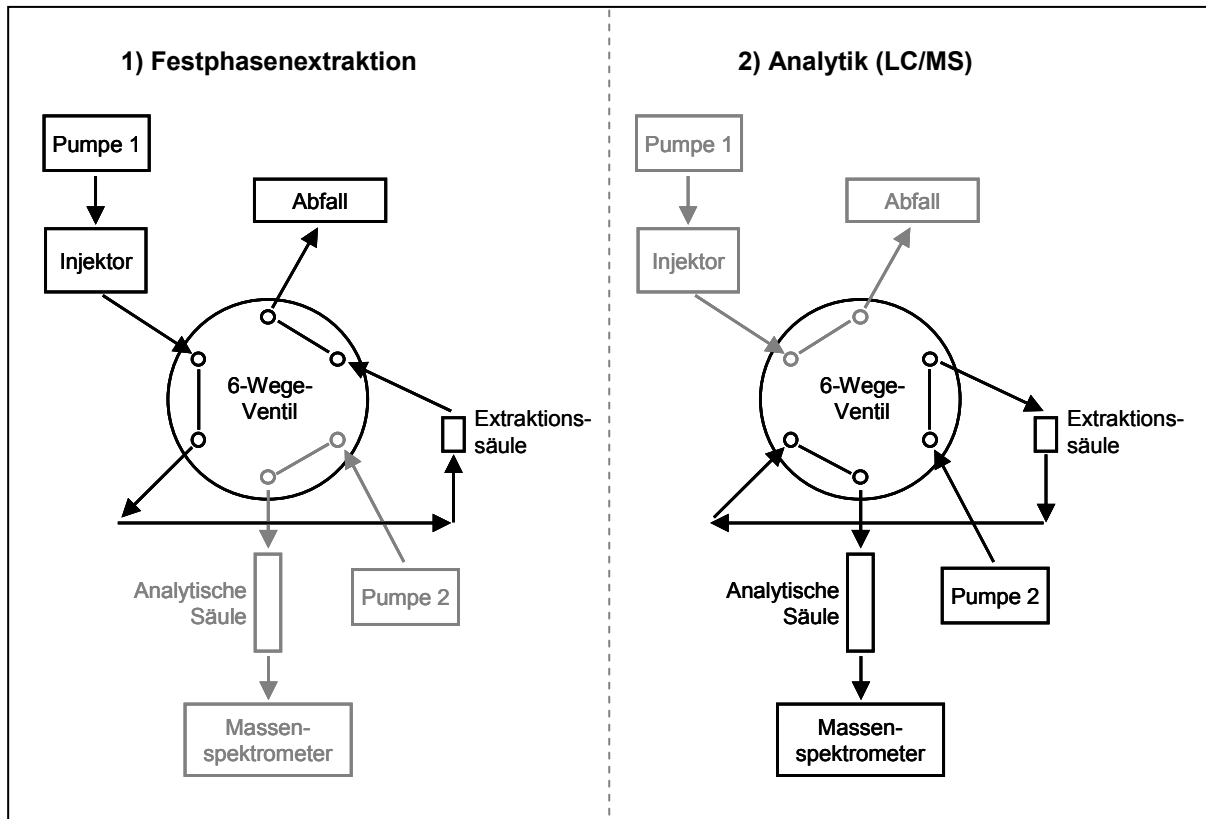 1) Festphasenextraktion
Pumpe 1
Abfall
Injektor
6-Wege-
Ventil
Extraktions-
säule
Analytische
Säule
Pumpe 2
Massen-
spektrometer
2) Analytik (LC/MS)
Pumpe 1
Abfall
Injektor
6-Wege-
Ventil
Extraktions-
säule
Analytische
Säule
Pumpe 2
Massen-
spektrometer